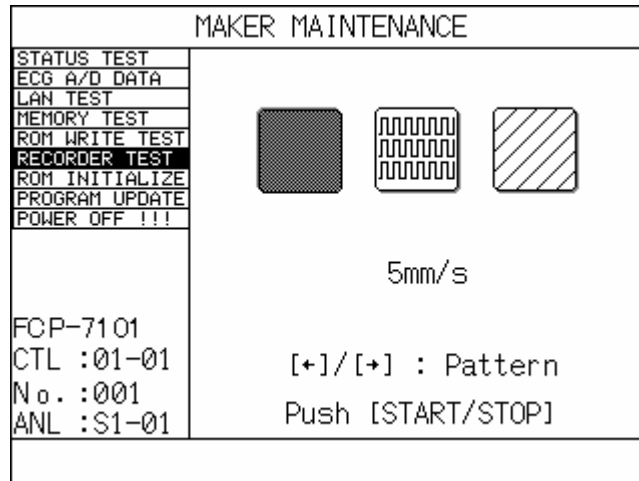 MAKER MAINTENANCE
STATUS TEST
ECG A/D DATA
LAN TEST
MEMORY TEST
ROM WRITE TEST
RECORDER TEST
ROM INITIALIZE
PROGRAM UPDATE
POWER OFF !!!
5mm/s
FCP-7101
CTL :01-01
No.:001
ANL :S1-01
[←]/[→] : Pattern
Push [START/STOP]